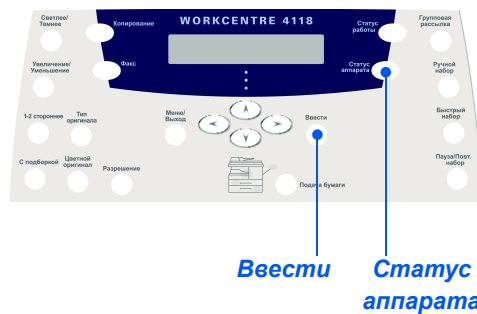 Светлее/
Темнее
Копирование
WORKCENTRE 4118
Статус
работы
Групповая
рассылка
Увеличение/
Уменьшение
Факс
Статус
аппарата
Ручной
набор
1-2 стороннее
Тип
оригинала
Меню/
Выход
Ввести
Быстрый
набор
С подборкой
Цветной
оригинал
Разрешение
Подача бумаги
Пауза/Повт.
набор
Ввести
Статус
аппарата